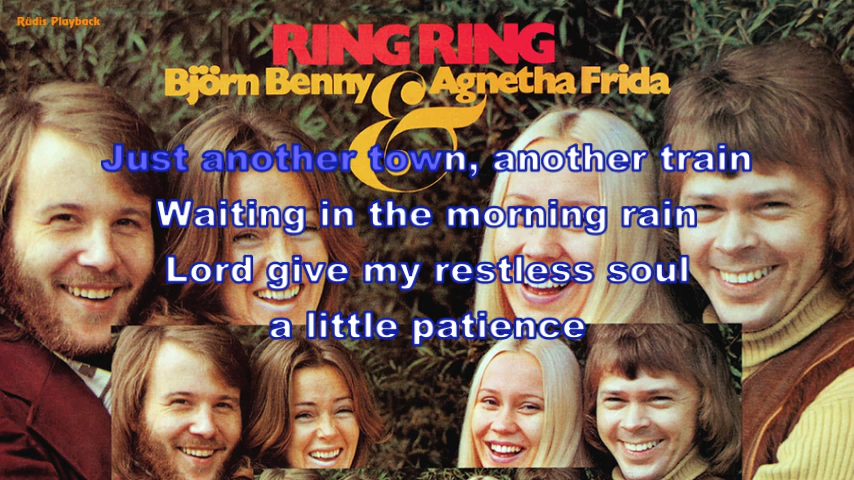 Rudis Playback
RING RING
Björn Benny & Agnetha Frida
Just another town, another train
Waiting in the morning rain
Lord give my restless soul
a little patience